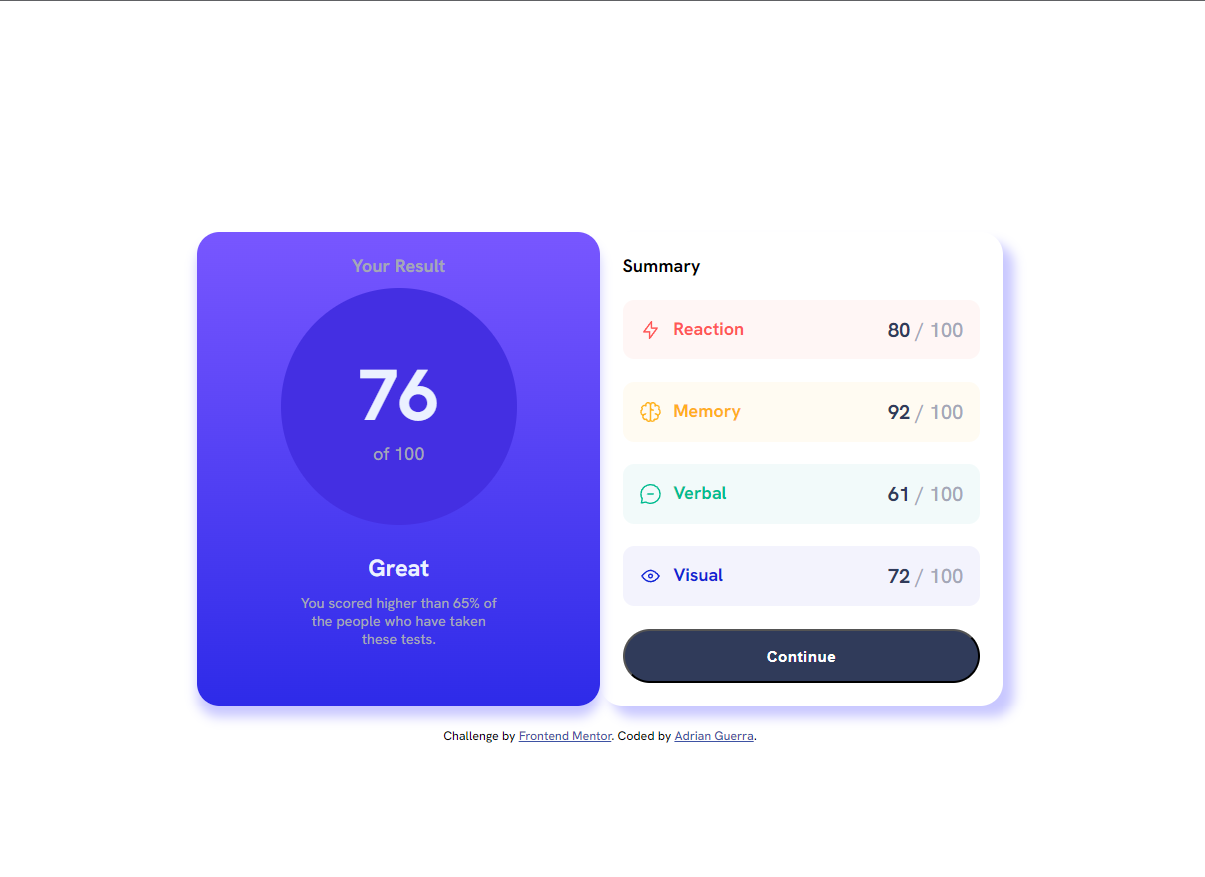 Your Result
76
of 100
Great
You scored higher than 65% of
the people who have taken
these tests.
Summary
Reaction 80 / 100
Memory 92 / 100
Verbal 61 / 100
Visual 72 / 100
Continue
Challenge by Frontend Mentor. Coded by Adrian Guerra.